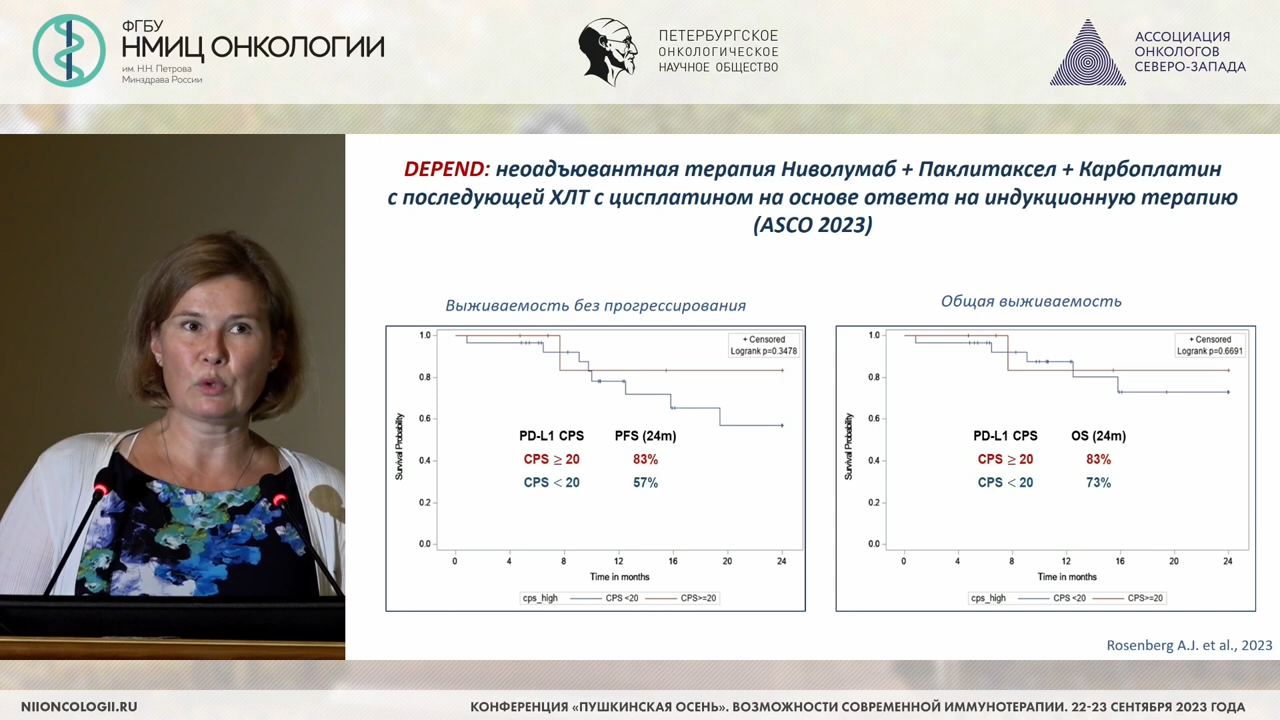 ФГБУ
НМИЦ ОНКОЛОГИИ
им. Н.Н. Петрова
Минздрава России
ПЕТЕРБУРГСКОЕ
ОНКОЛОГИЧЕСКОЕ
НАУЧНОЕ ОБЩЕСТВО
АССОЦИАЦИЯ
ОНКОЛОГОВ
СЕВЕРО-ЗАПАДА
DEPEND: неоадъювантная терапия Ниволумаб + Паклитаксел + Карбоплатин
с последующей ХЛТ с цисплатином на основе ответа на индукционную терапию
(ASCO 2023)
Выживаемость без прогрессирования
1.0
0.8
0.6
0.4
0.2
0.0
Survival Probability
+ Censored
Logrank p=0.3478
PD-L1 CPS PFS (24m)
CPS ≥ 20 83%
CPS < 20 57%
0 4 8 12 16 20 24
Time in months
cps_high CPS <20 CPS>=20
Общая выживаемость
1.0
0.8
0.6
0.4
0.2
0.0
Survival Probability
+ Censored
Logrank p=0.6691
PD-L1 CPS OS (24m)
CPS ≥ 20 83%
CPS < 20 73%
0 4 8 12 16 20 24
Time in months
cps_high CPS <20 CPS>=20
Rosenberg A.J. et al., 2023
NIIONCOLOGII.RU
КОНФЕРЕНЦИЯ «ПУШКИНСКАЯ ОСЕНЬ». ВОЗМОЖНОСТИ СОВРЕМЕННОЙ ИММУНОТЕРАПИИ. 22-23 СЕНТЯБРЯ 2023 ГОДА